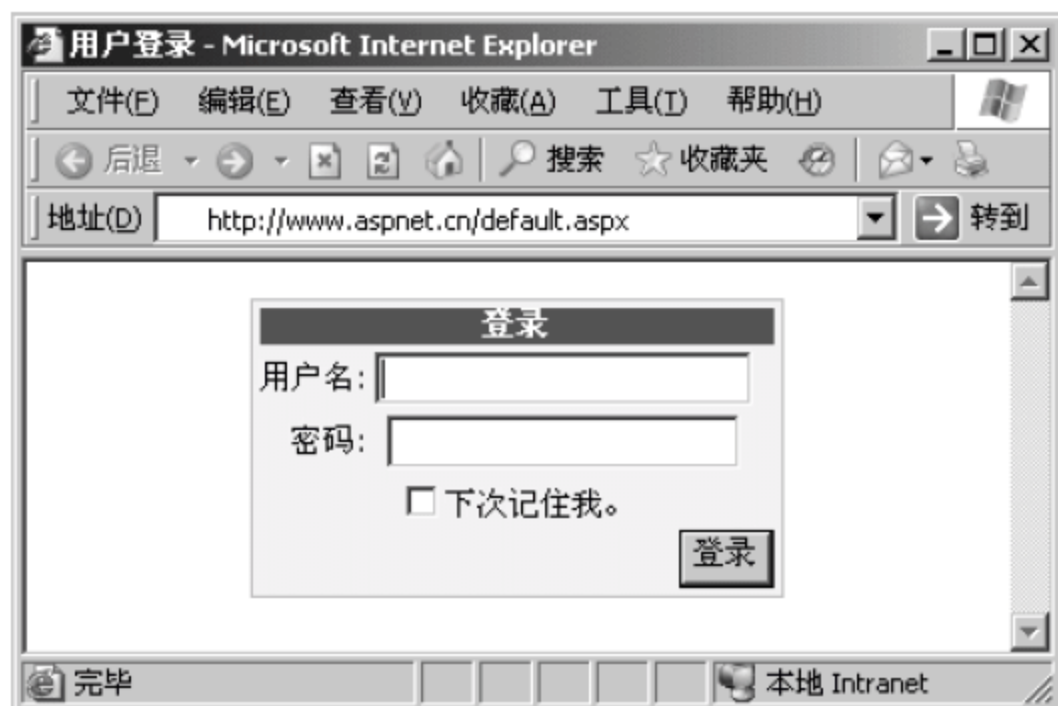 用户登录 - Microsoft Internet Explorer
文件(F) 编辑(E) 查看(V) 收藏(A) 工具(T) 帮助(H)
后退 搜索 收藏夹
地址(D) http://www.aspnet.cn/default.aspx 转到
登录
用户名:
密码:
下次记住我。
登录
完毕 本地 Intranet